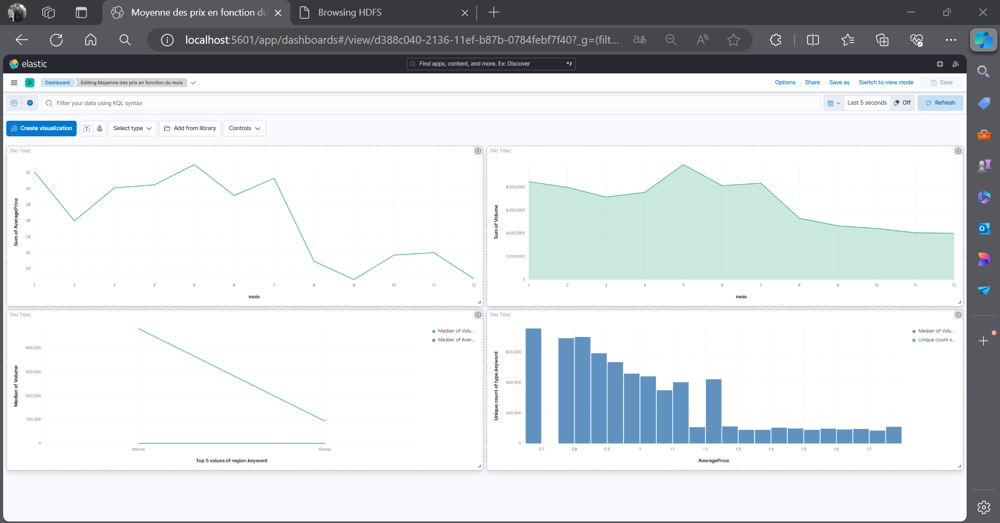 Moyenne des prix en fonction du
Browsing HDFS
localhost:5601/app/dashboards#/view/d388c040-2136-11ef-b87b-0784febf7f40?_g=(filt...
elastic
Find apps, content, and more. Ex: Discover
^/
D
Dashboard
Editing Moyenne des prix en fonction du mois
Options
Share
Save as
Switch to view mode
Save
Filter your data using KQL syntax
Last 5 seconds
Off
Refresh
Create visualization
Select type
Add from library
Controls
[No Title]
Sum of AveragePrice
32
30
28
26
24
22
20
1 2 3 4 5 6 7 8 9 10 11 12
mois
[No Title]
Sum of Volume
8,000,000
6,000,000
4,000,000
2,000,000
0
1 2 3 4 5 6 7 8 9 10 11 12
mois
[No Title]
Median of Volume
400,000
300,000
200,000
100,000
0
Atlanta Albany
Top 5 values of region.keyword
Median of Volu...
Median of Aver...
[No Title]
Unique count of type.keyword
600,000
400,000
200,000
0
0.7 0.8 0.9 1 1.1 1.2 1.3 1.4 1.5 1.6 1.7
AveragePrice
Median of Volu...
Unique count o...